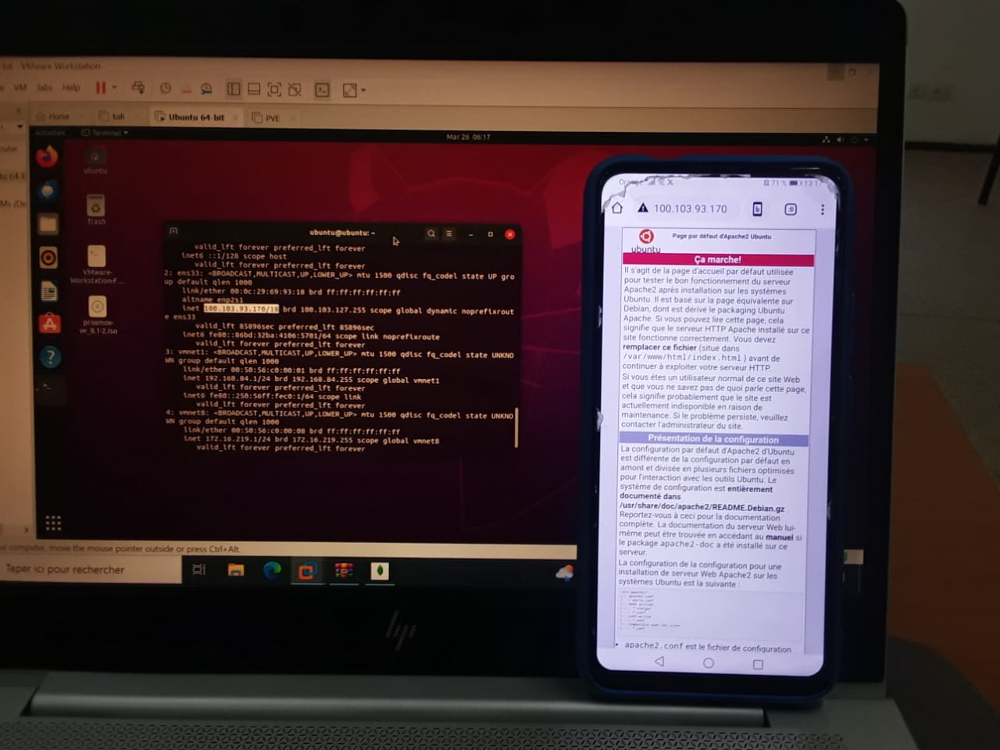 bit - VMware Workstation
VM Tabs Help
Home kali Ubuntu 64-bit PVE
Activities Terminal Mar 26 06:17
ubuntu
Trash
VMware-
Workstation-F...
proxmox-
ve_8.1-2.iso
ubuntu@ubuntu: ~
valid_lft forever preferred_lft forever
inet6 ::1/128 scope host
valid_lft forever preferred_lft forever
2: ens33: <BROADCAST,MULTICAST,UP,LOWER_UP> mtu 1500 qdisc fq_codel state UP gro
up default qlen 1000
link/ether 00:0c:29:69:93:18 brd ff:ff:ff:ff:ff:ff
altname enp2s1
inet 100.103.93.170/18 brd 100.103.127.255 scope global dynamic noprefixrout
e ens33
valid_lft 85896sec preferred_lft 85896sec
inet6 fe80::86bd:32ba:4106:5701/64 scope link noprefixroute
valid_lft forever preferred_lft forever
3: vmnet1: <BROADCAST,MULTICAST,UP,LOWER_UP> mtu 1500 qdisc fq_codel state UNKNO
WN group default qlen 1000
link/ether 00:50:56:c0:00:01 brd ff:ff:ff:ff:ff:ff
inet 192.168.84.1/24 brd 192.168.84.255 scope global vmnet1
valid_lft forever preferred_lft forever
inet6 fe80::250:56ff:fec0:1/64 scope link
valid_lft forever preferred_lft forever
4: vmnet8: <BROADCAST,MULTICAST,UP,LOWER_UP> mtu 1500 qdisc fq_codel state UNKNO
WN group default qlen 1000
link/ether 00:50:56:c0:00:08 brd ff:ff:ff:ff:ff:ff
inet 172.16.219.1/24 brd 172.16.219.255 scope global vmnet8
valid_lft forever preferred_lft forever
computer, move the mouse pointer outside or press Ctrl+Alt.
Taper ici pour rechercher
hp
71 % 13:17
100.103.93.170
Page par défaut d'Apache2 Ubuntu
ubuntu
Ça marche!
Il s'agit de la page d'accueil par défaut utilisée
pour tester le bon fonctionnement du serveur
Apache2 après installation sur les systèmes
Ubuntu. Il est basé sur la page équivalente sur
Debian, dont est dérivé le packaging Ubuntu
Apache. Si vous pouvez lire cette page, cela
signifie que le serveur HTTP Apache installé sur ce
site fonctionne correctement. Vous devez
remplacer ce fichier (situé dans
/var/www/html/index.html ) avant de
continuer à exploiter votre serveur HTTP.
Si vous êtes un utilisateur normal de ce site Web
et que vous ne savez pas de quoi parle cette page,
cela signifie probablement que le site est
actuellement indisponible en raison de
maintenance. Si le problème persiste, veuillez
contacter l'administrateur du site.
Présentation de la configuration
La configuration par défaut d'Apache2 d'Ubuntu
est différente de la configuration par défaut en
amont et divisée en plusieurs fichiers optimisés
pour l'interaction avec les outils Ubuntu. Le
système de configuration est entièrement
documenté dans
/usr/share/doc/apache2/README.Debian.gz .
Reportez-vous à ceci pour la documentation
complète. La documentation du serveur Web lui-
même peut être trouvée en accédant au manuel si
le package apache2-doc a été installé sur ce
serveur.
La configuration de la configuration pour une
installation de serveur Web Apache2 sur les
systèmes Ubuntu est la suivante :
• apache2.conf est le fichier de configuration